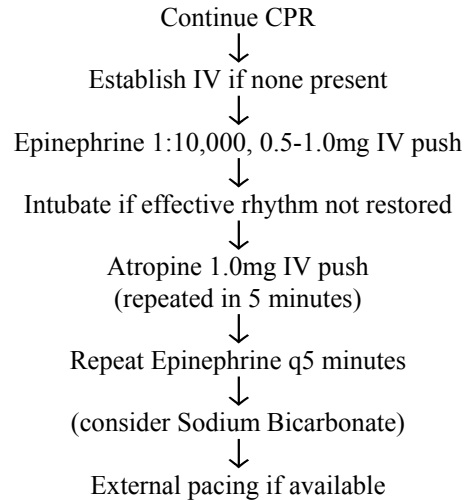 Continue CPR
Establish IV if none present
Epinephrine 1:10,000, 0.5-1.0mg IV push
Intubate if effective rhythm not restored
Atropine 1.0mg IV push
(repeated in 5 minutes)
Repeat Epinephrine q5 minutes
(consider Sodium Bicarbonate)
External pacing if available